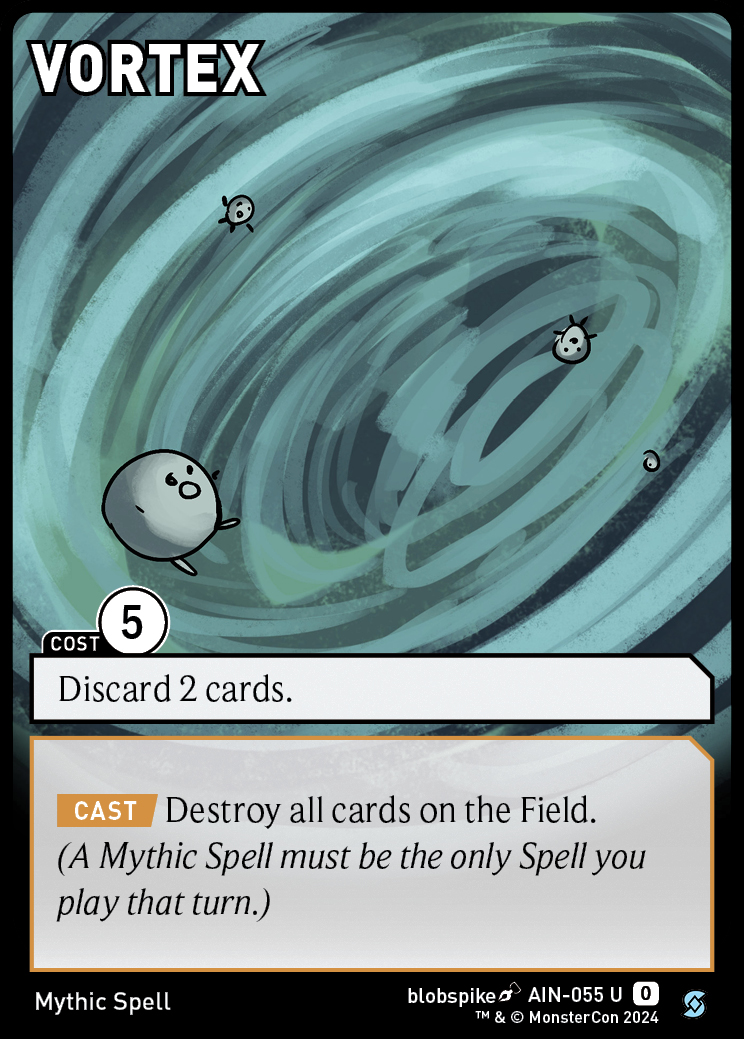 VORTEX
COST 5
Discard 2 cards.
CAST Destroy all cards on the Field.
(A Mythic Spell must be the only Spell you
play that turn.)
Mythic Spell
blobspike AIN-055 U 0
™ & © MonsterCon 2024